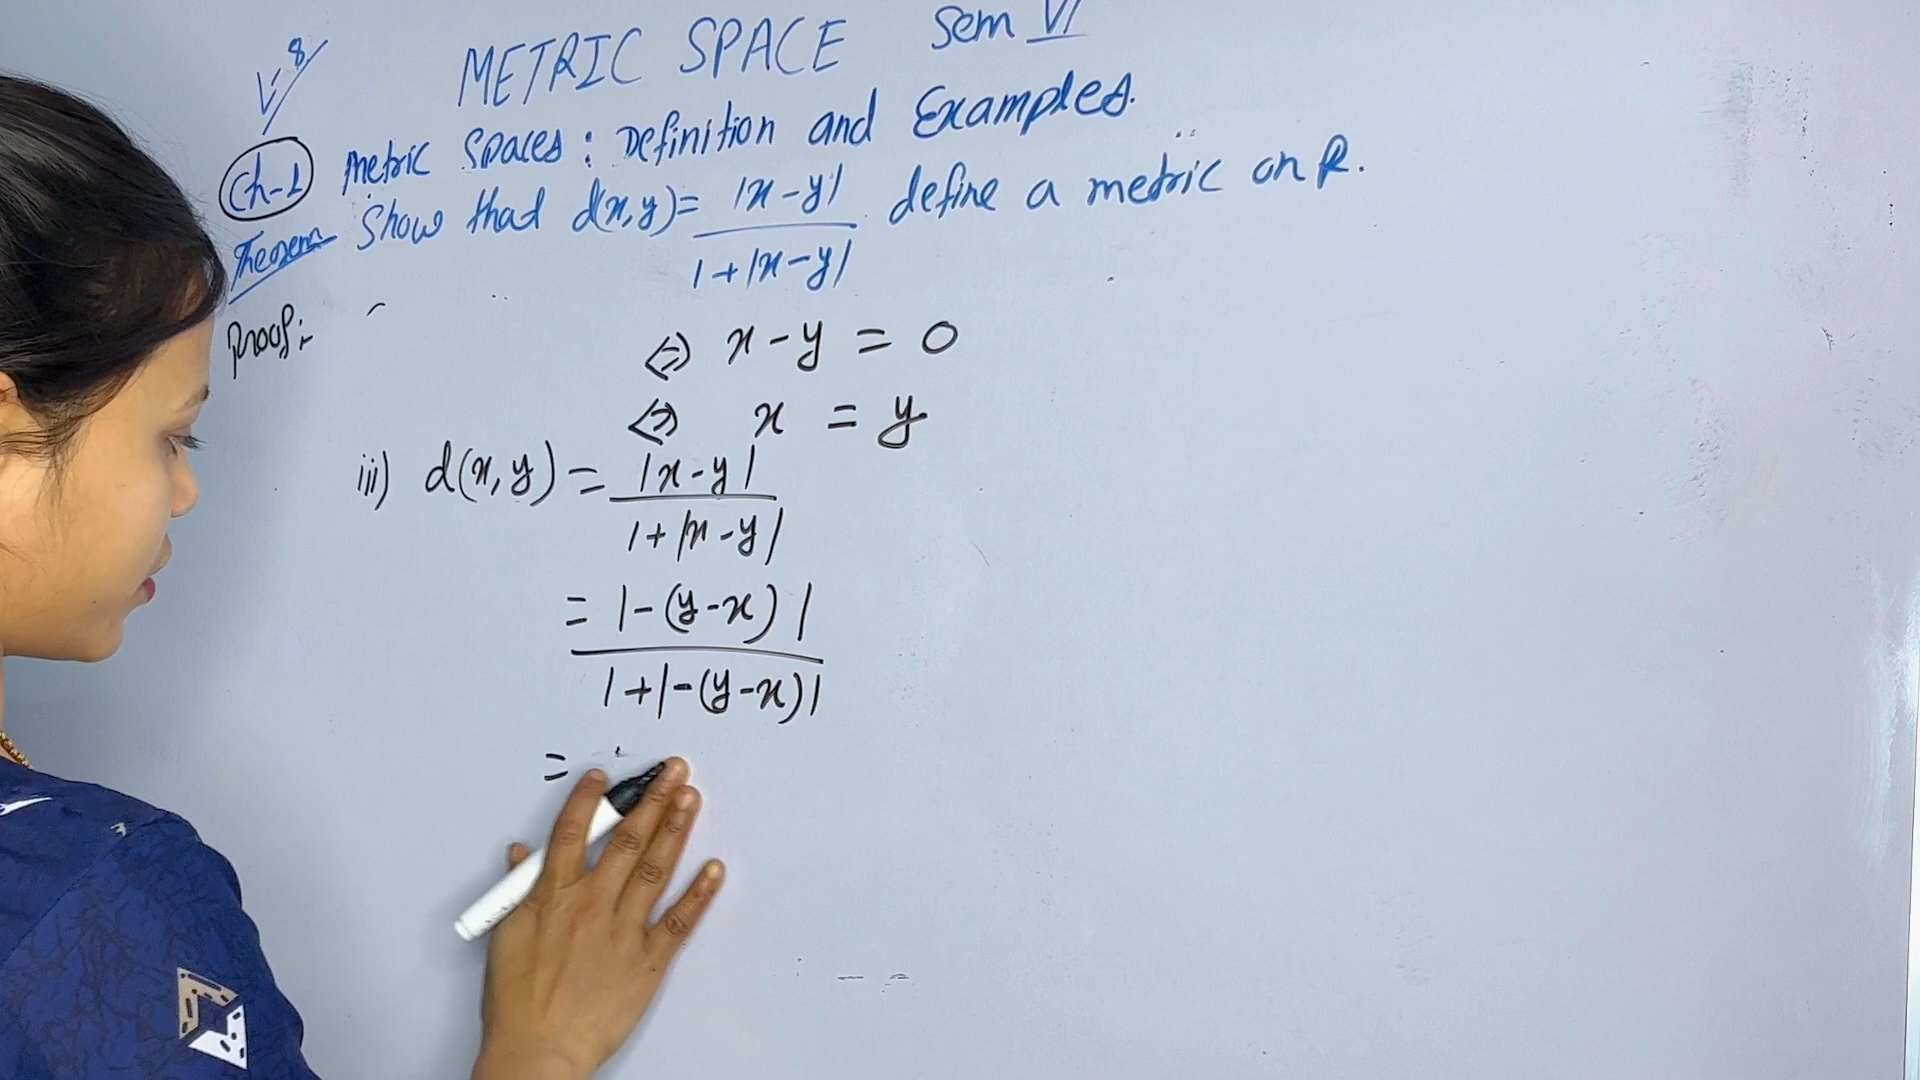 V-8
METRIC SPACE Sem VI
Ch-1 Metric Spaces: Definition and Examples.
Theorem Show that d(x,y)= |x-y| / 1+|x-y| define a metric on R.
Proof:-
⇔ x-y = 0
⇔ x = y
iii) d(x,y) = |x-y| / 1+|x-y|
= |-(y-x)| / 1+|-(y-x)|
=